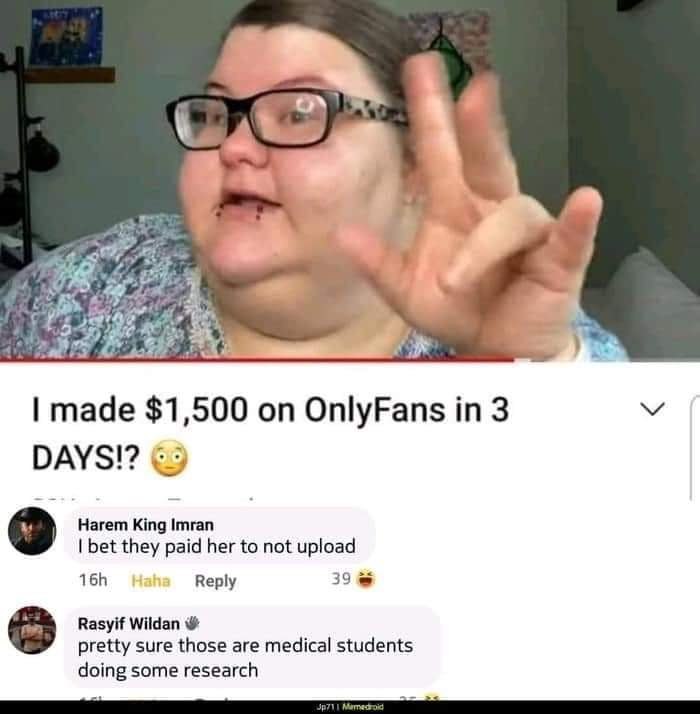 I made $1,500 on OnlyFans in 3
DAYS!? 😳
Harem King Imran
I bet they paid her to not upload
16h Haha Reply 39 😆
Rasyif Wildan 👋
pretty sure those are medical students
doing some research
Jp71 | Memedroid